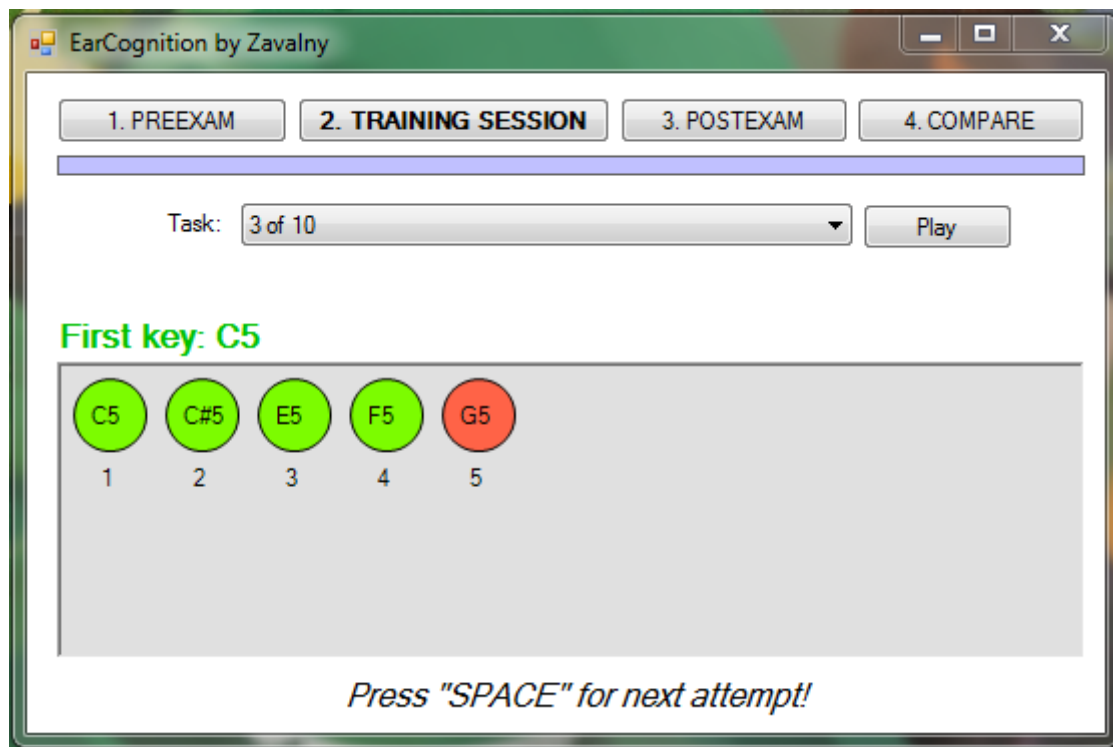 EarCognition by Zavalny
1. PREEXAM 2. TRAINING SESSION 3. POSTEXAM 4. COMPARE
Task: 3 of 10 Play
First key: C5
C5 C#5 E5 F5 G5
1 2 3 4 5
Press "SPACE" for next attempt!